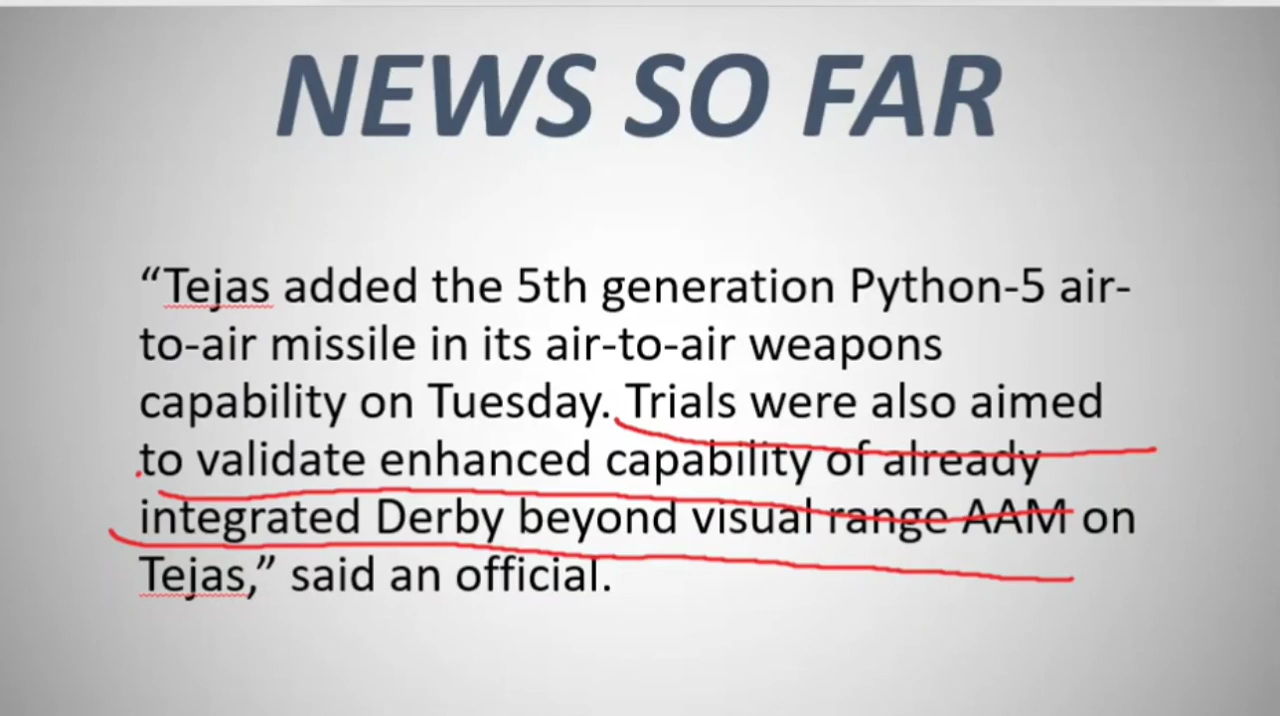 NEWS SO FAR
“Tejas added the 5th generation Python-5 air-
to-air missile in its air-to-air weapons
capability on Tuesday. Trials were also aimed
to validate enhanced capability of already
integrated Derby beyond visual range AAM on
Tejas,” said an official.